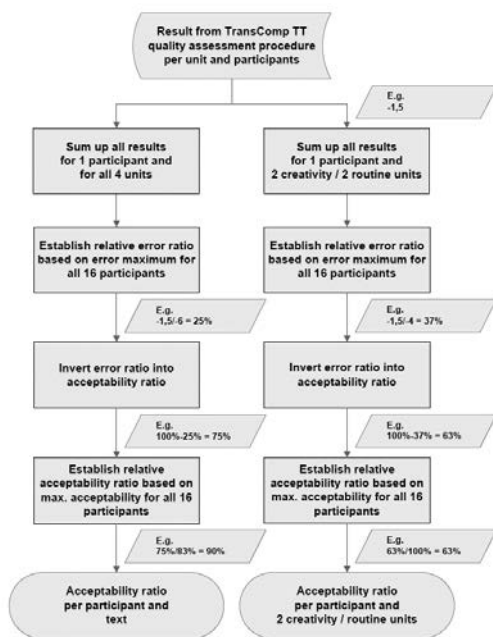 Result from TransComp TT
quality assessment procedure
per unit and participants
E.g.
-1,5
Sum up all results
for 1 participant and
for all 4 units
Sum up all results
for 1 participant and
2 creativity / 2 routine units
Establish relative error ratio
based on error maximum for
all 16 participants
Establish relative error ratio
based on error maximum for
all 16 participants
E.g.
-1,5/-6 = 25%
E.g.
-1,5/-4 = 37%
Invert error ratio into
acceptability ratio
Invert error ratio into
acceptability ratio
E.g.
100%-25% = 75%
E.g.
100%-37% = 63%
Establish relative
acceptability ratio based on
max. acceptability for all 16
participants
Establish relative
acceptability ratio based on
max. acceptability for all 16
participants
E.g.
75%/83% = 90%
E.g.
63%/100% = 63%
Acceptability ratio
per participant and
text
Acceptability ratio
per participant and
2 creativity / routine units